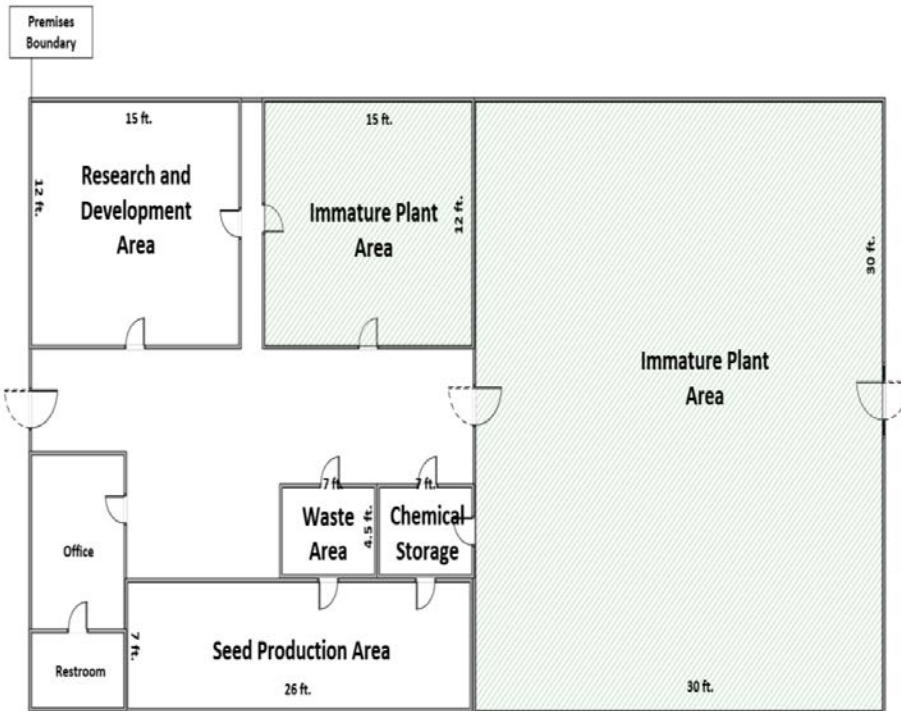 Premises
Boundary
15 ft.
12 ft.
Research and
Development
Area
15 ft.
12 ft.
Immature Plant
Area
30 ft.
Immature Plant
Area
30 ft.
7 ft.
4.5 ft.
Waste
Area
7 ft.
Chemical
Storage
Office
Restroom
7 ft.
Seed Production Area
26 ft.